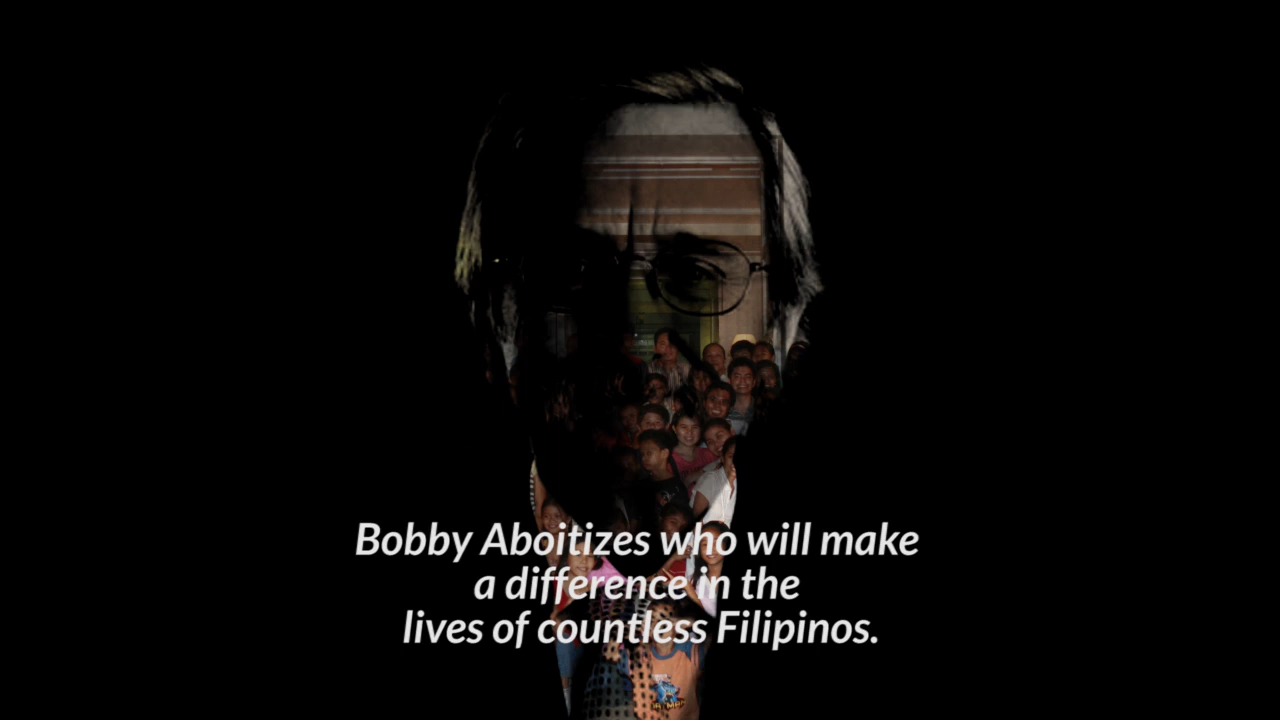 Bobby Aboitizes who will make
a difference in the
lives of countless Filipinos.